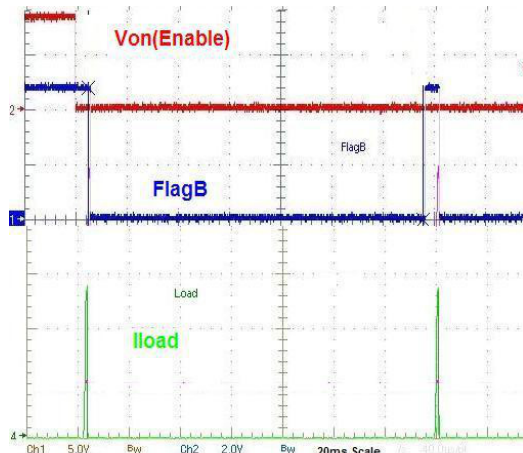 Von(Enable)
2
FlagB
FlagB
1
Load
Iload
4
Ch1 5.0V Bw Ch2 2.0V Bw 20ms Scale